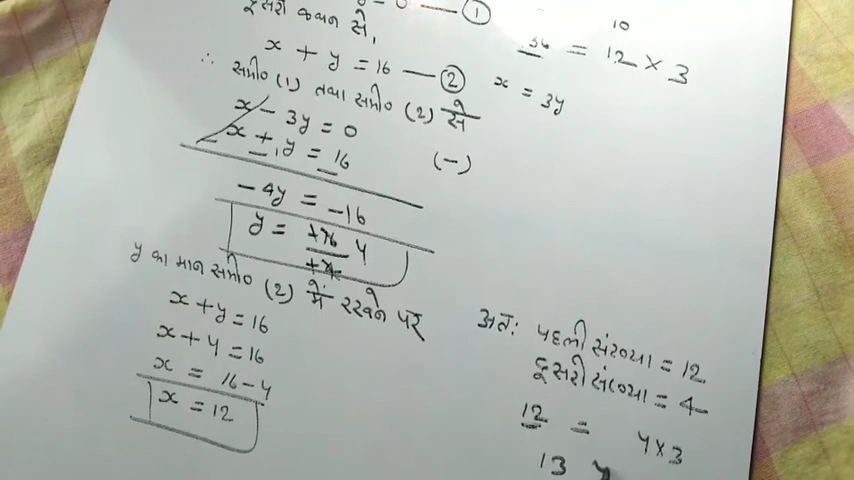 दूसरी कथन से,
x + y = 16 — ②
∴ समी० (1) तथा समी० (2) से
x - 3y = 0
x + y = 16 (-)
- 4y = -16
y = 4
y का मान समी० (2) में रखने पर
x + y = 16
x + 4 = 16
x = 16 - 4
x = 12
10
36 = 12 × 3
x = 3y
अतः पहली संख्या = 12
दूसरी संख्या = 4
12 = 4 × 3
13